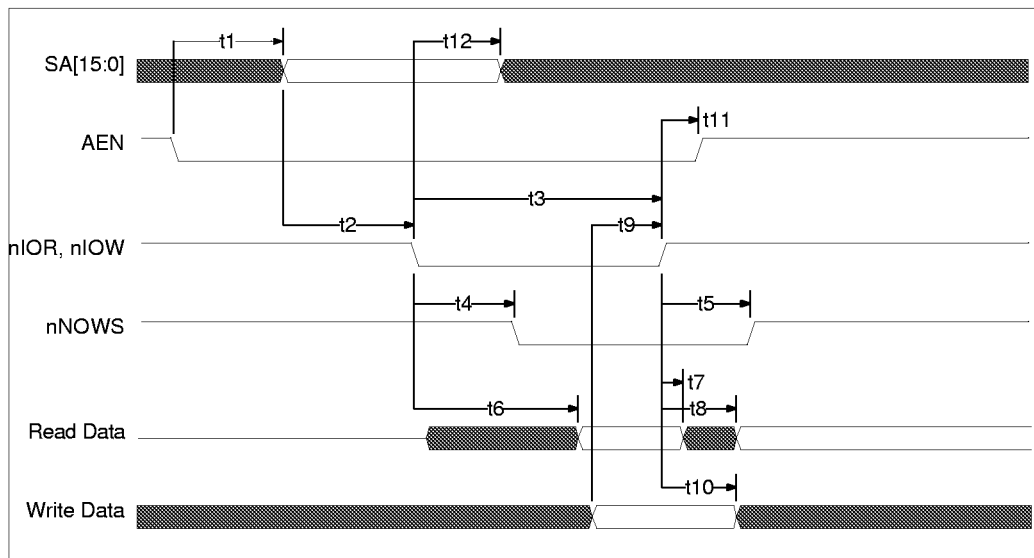 t1
t12
SA[15:0]
t11
AEN
t3
t2
t9
nIOR, nIOW
t4
t5
nNOWS
t7
t6
t8
Read Data
t10
Write Data